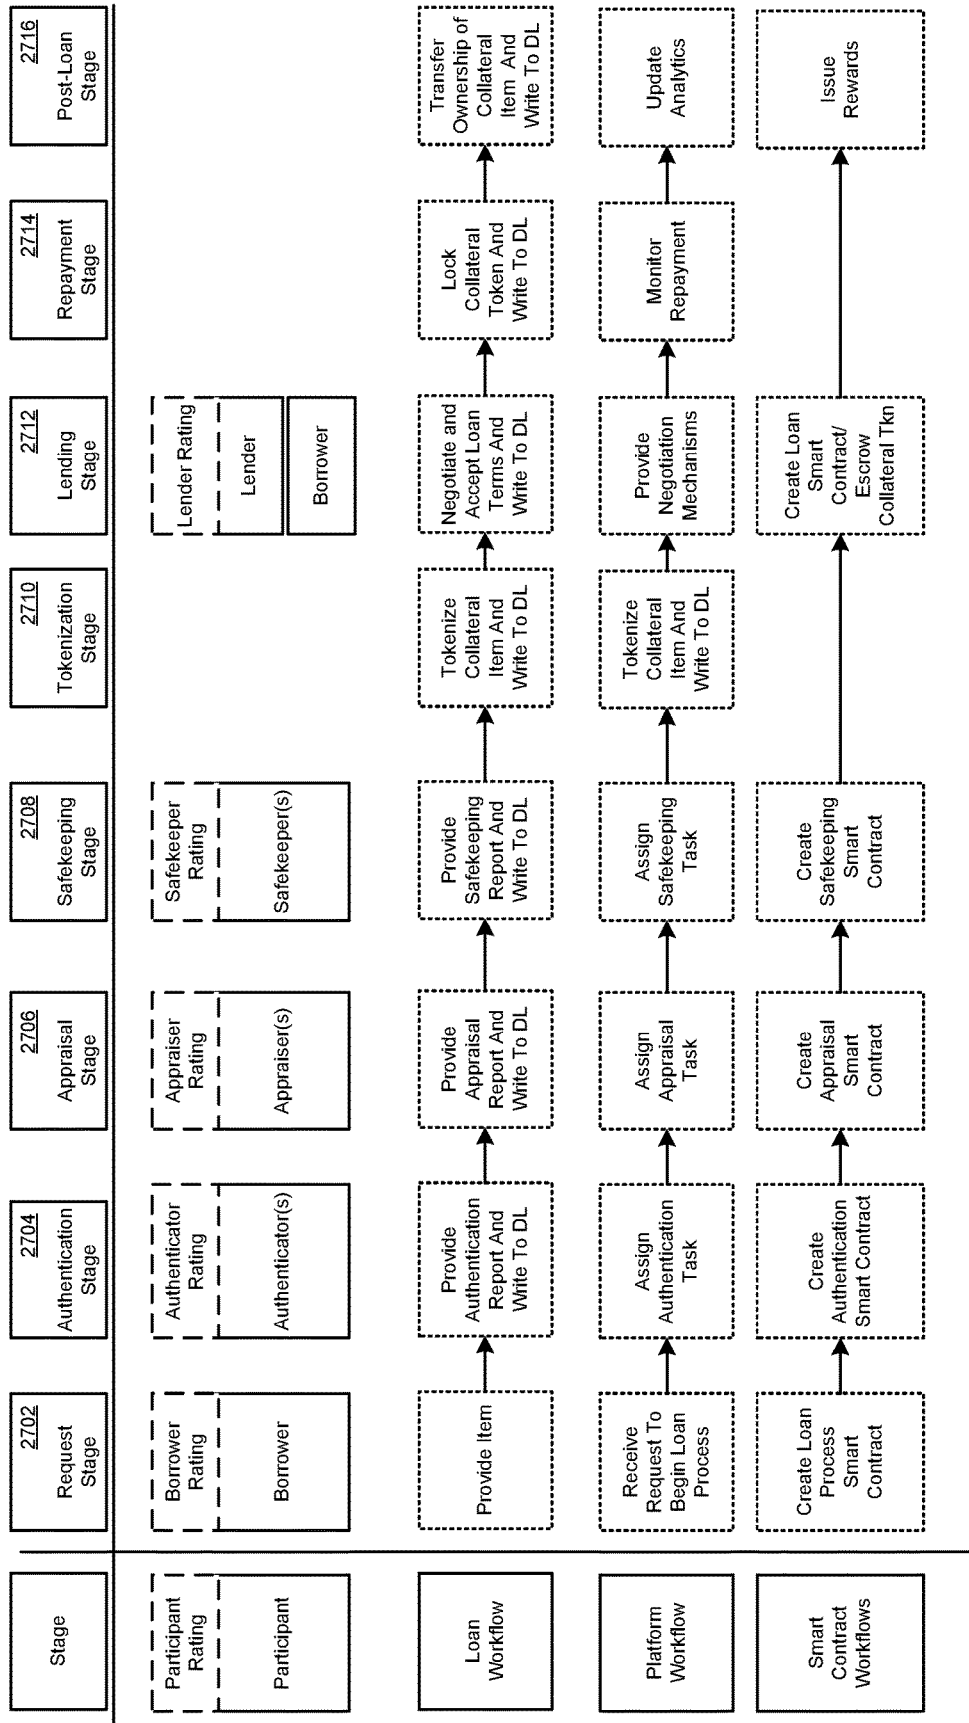 Stage
2702
Request
Stage
2704
Authentication
Stage
2706
Appraisal
Stage
2708
Safekeeping
Stage
2710
Tokenization
Stage
2712
Lending
Stage
2714
Repayment
Stage
2716
Post-Loan
Stage
Participant
Rating
Participant
Borrower
Rating
Borrower
Authenticator
Rating
Authenticator(s)
Appraiser
Rating
Appraiser(s)
Safekeeper
Rating
Safekeeper(s)
Lender Rating
Lender
Borrower
Loan
Workflow
Provide Item
Provide
Authentication
Report And
Write To DL
Provide
Appraisal
Report And
Write To DL
Provide
Safekeeping
Report And
Write To DL
Tokenize
Collateral
Item And
Write To DL
Negotiate and
Accept Loan
Terms And
Write To DL
Lock
Collateral
Token And
Write To DL
Transfer
Ownership of
Collateral
Item And
Write To DL
Platform
Workflow
Receive
Request To
Begin Loan
Process
Assign
Authentication
Task
Assign
Appraisal
Task
Assign
Safekeeping
Task
Tokenize
Collateral
Item And
Write To DL
Provide
Negotiation
Mechanisms
Monitor
Repayment
Update
Analytics
Smart
Contract
Workflows
Create Loan
Process
Smart
Contract
Create
Authentication
Smart Contract
Create
Appraisal
Smart
Contract
Create
Safekeeping
Smart
Contract
Create Loan
Smart
Contract/
Escrow
Collateral Tkn
Issue
Rewards